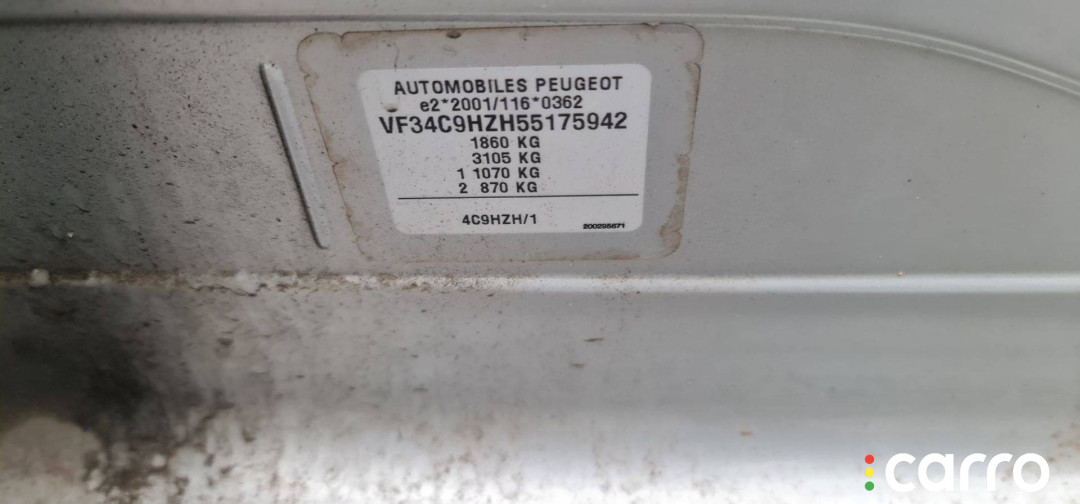 AUTOMOBILES PEUGEOT
e2*2001/116*0362
VF34C9HZH55175942
1860 KG
3105 KG
1 1070 KG
2 870 KG
4C9HZH/1
200295671
carro